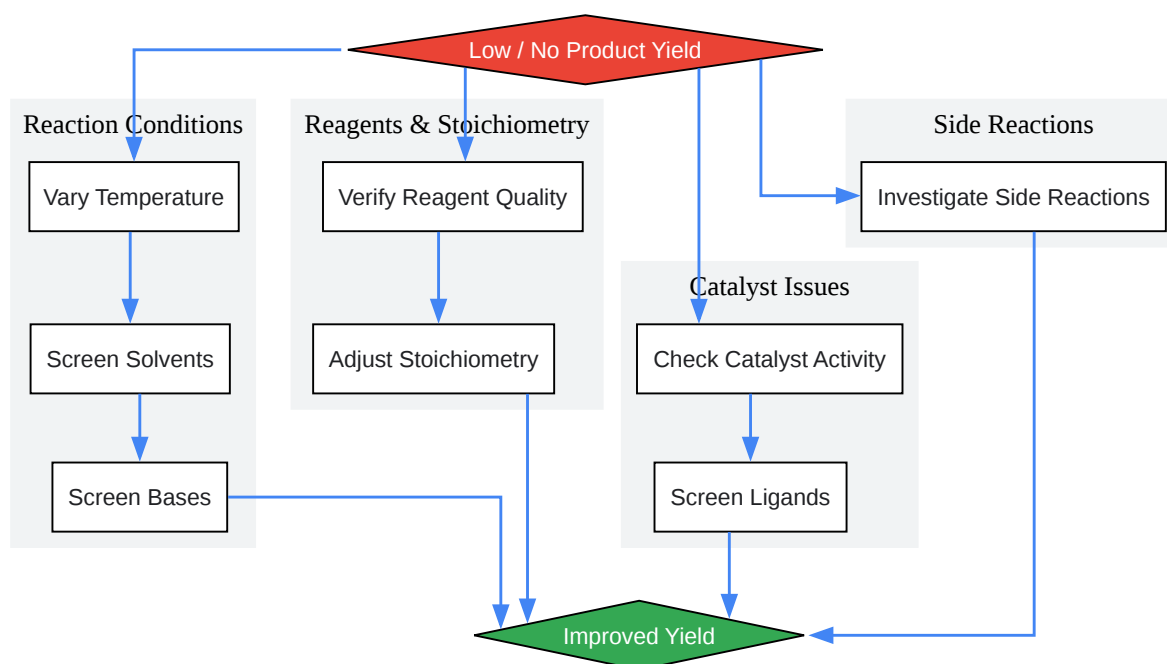 Low / No Product Yield
Reaction Conditions
Vary Temperature
Screen Solvents
Screen Bases
Reagents & Stoichiometry
Verify Reagent Quality
Adjust Stoichiometry
Catalyst Issues
Check Catalyst Activity
Screen Ligands
Side Reactions
Investigate Side Reactions
Improved Yield